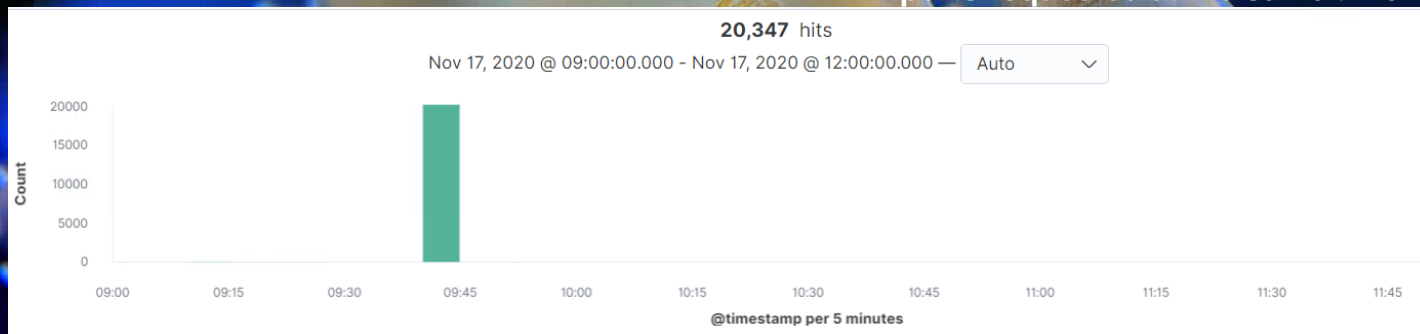 20,347 hits
Nov 17, 2020 @ 09:00:00.000 - Nov 17, 2020 @ 12:00:00.000 — Auto
20000
15000
10000
5000
0
Count
09:00 09:15 09:30 09:45 10:00 10:15 10:30 10:45 11:00 11:15 11:30 11:45
@timestamp per 5 minutes